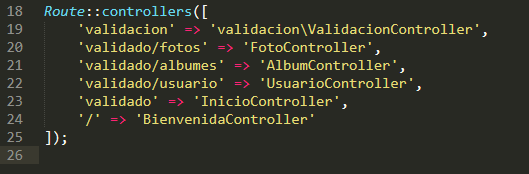 18 Route::controllers([
19 'validacion' => 'validacion\ValidacionController',
20 'validado/fotos' => 'FotoController',
21 'validado/albumes' => 'AlbumController',
22 'validado/usuario' => 'UsuarioController',
23 'validado' => 'InicioController',
24 '/' => 'BienvenidaController'
25 ]);
26